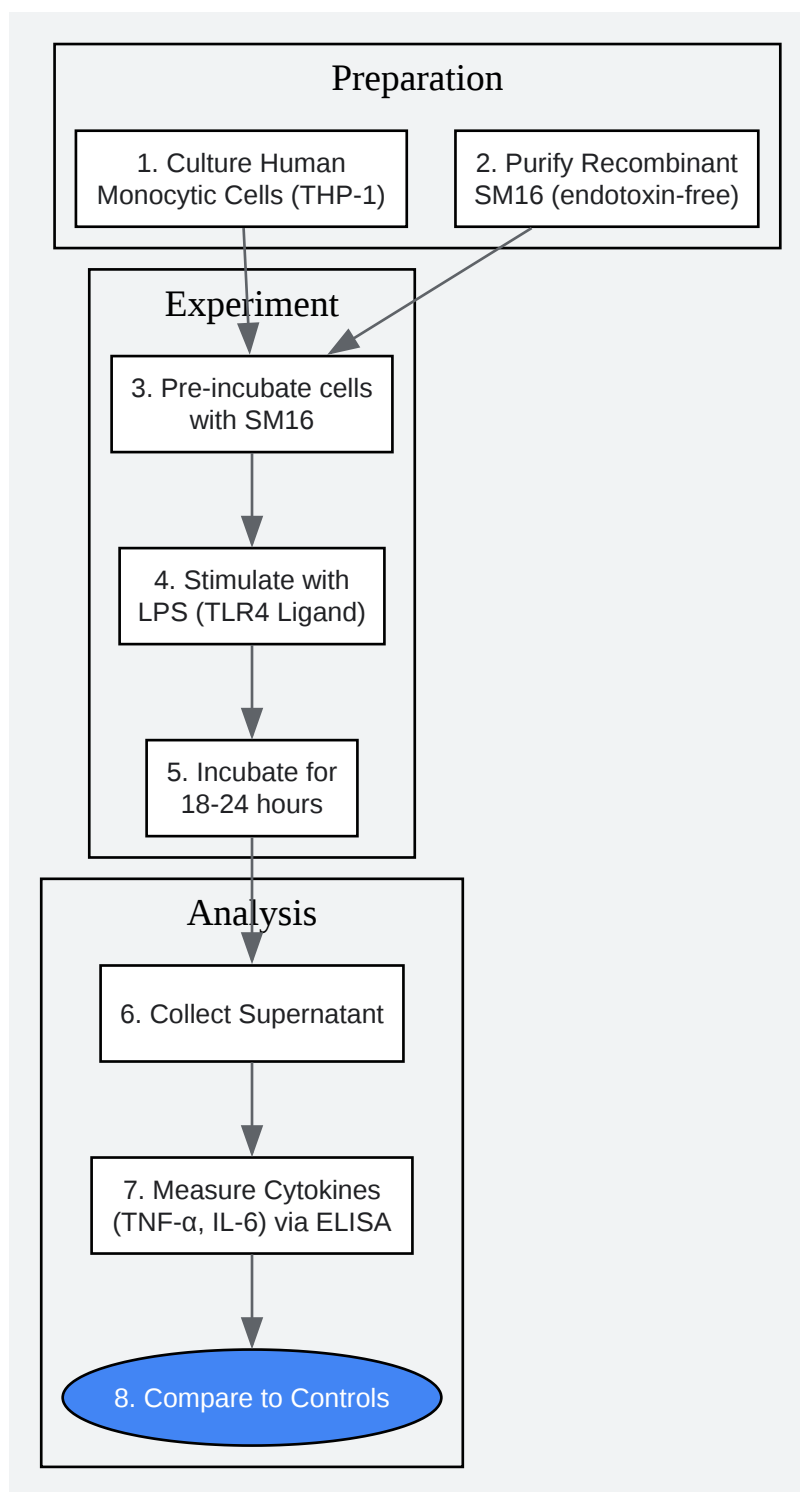 Preparation
1. Culture Human
Monocytic Cells (THP-1)
2. Purify Recombinant
SM16 (endotoxin-free)
Experiment
3. Pre-incubate cells
with SM16
4. Stimulate with
LPS (TLR4 Ligand)
5. Incubate for
18-24 hours
Analysis
6. Collect Supernatant
7. Measure Cytokines
(TNF-α, IL-6) via ELISA
8. Compare to Controls